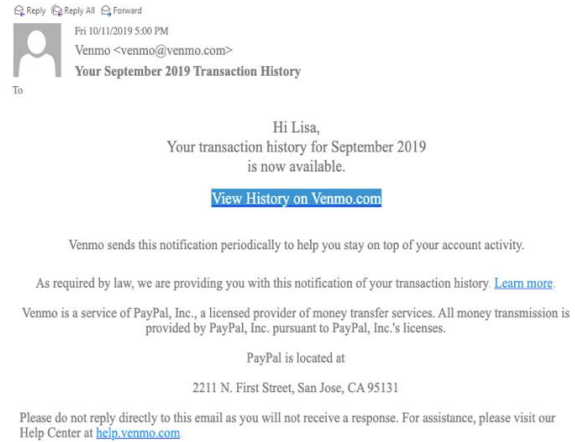 Reply Reply All Forward
Fri 10/11/2019 5:00 PM
Venmo <venmo@venmo.com>
Your September 2019 Transaction History
To
Hi Lisa,
Your transaction history for September 2019
is now available.
View History on Venmo.com
Venmo sends this notification periodically to help you stay on top of your account activity.
As required by law, we are providing you with this notification of your transaction history. Learn more.
Venmo is a service of PayPal, Inc., a licensed provider of money transfer services. All money transmission is
provided by PayPal, Inc. pursuant to PayPal, Inc.'s licenses.
PayPal is located at
2211 N. First Street, San Jose, CA 95131
Please do not reply directly to this email as you will not receive a response. For assistance, please visit our
Help Center at help.venmo.com.